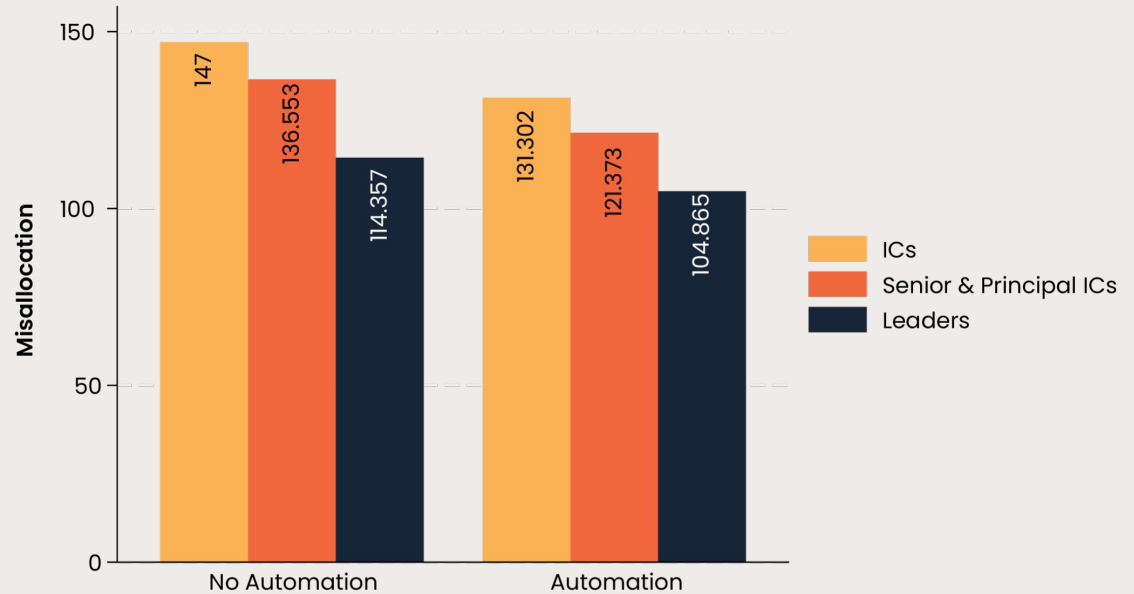 Misallocation
150
100
50
0
147
136.553
114.357
131.302
121.373
104.865
No Automation
Automation
ICs
Senior & Principal ICs
Leaders